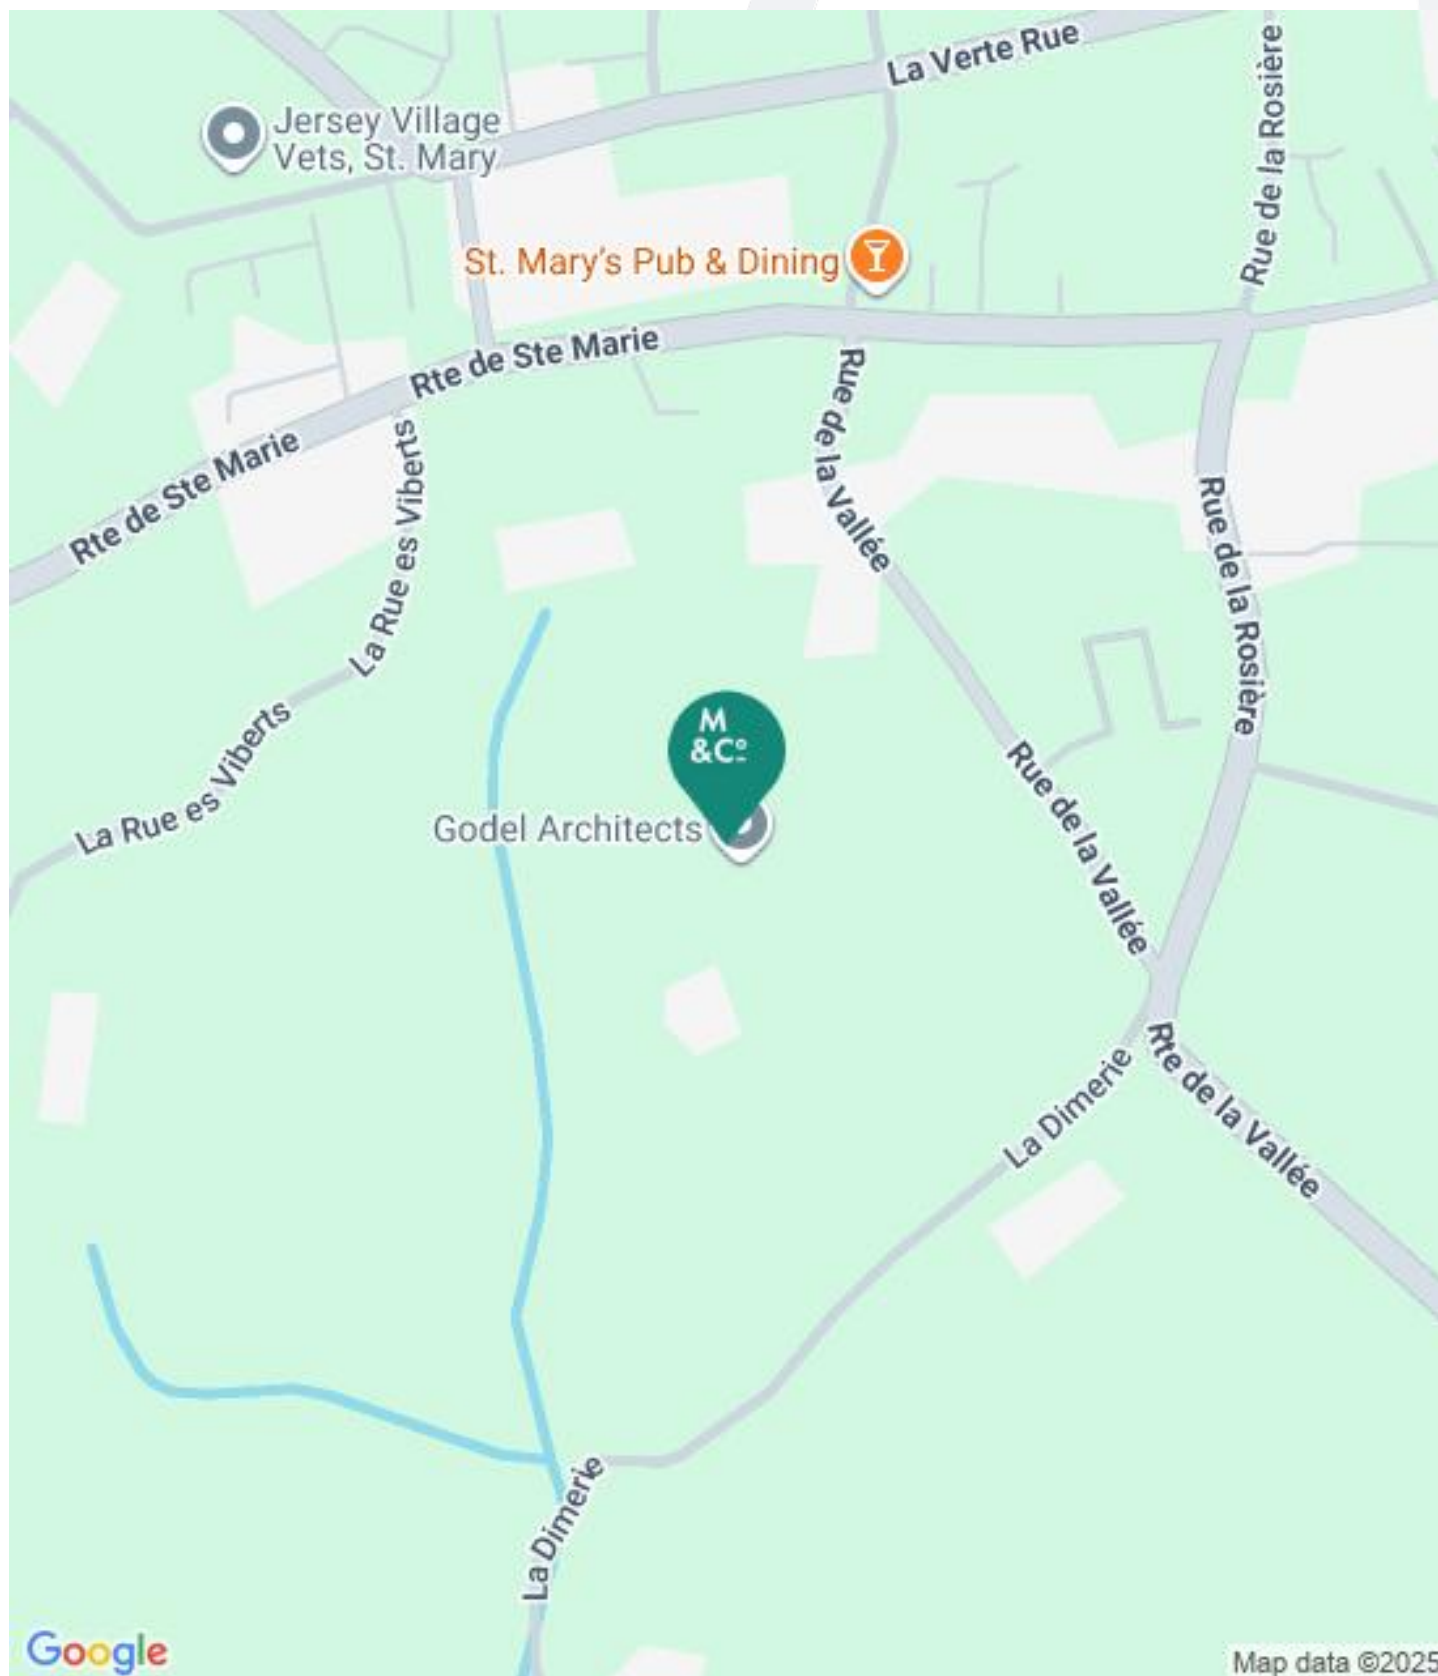 La Verte Rue
Rue de la Rosière
Jersey Village
Vets, St. Mary
St. Mary's Pub & Dining
Rte de Ste Marie
Rte de Ste Marie
La Rue es Viberts
Rue de la Vallée
Rue de la Rosière
La Rue es Viberts
M
&Cº
Godel Architects
Rue de la Vallée
Rte de la Vallée
La Dimerie
La Dimerie
Google
Map data ©2025